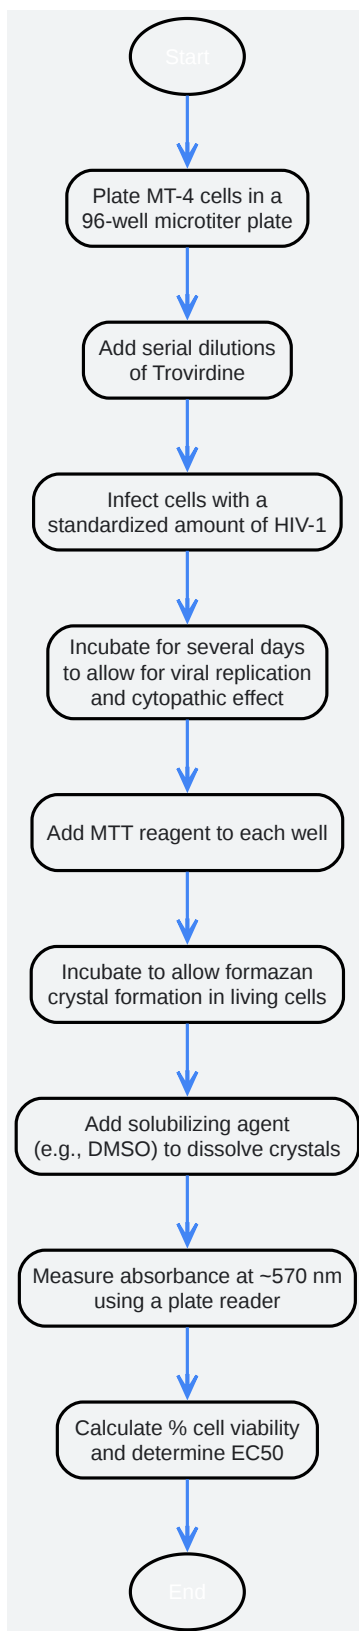 Start
Plate MT-4 cells in a
96-well microtiter plate
Add serial dilutions
of Trovirdine
Infect cells with a
standardized amount of HIV-1
Incubate for several days
to allow for viral replication
and cytopathic effect
Add MTT reagent to each well
Incubate to allow formazan
crystal formation in living cells
Add solubilizing agent
(e.g., DMSO) to dissolve crystals
Measure absorbance at ~570 nm
using a plate reader
Calculate % cell viability
and determine EC50
End